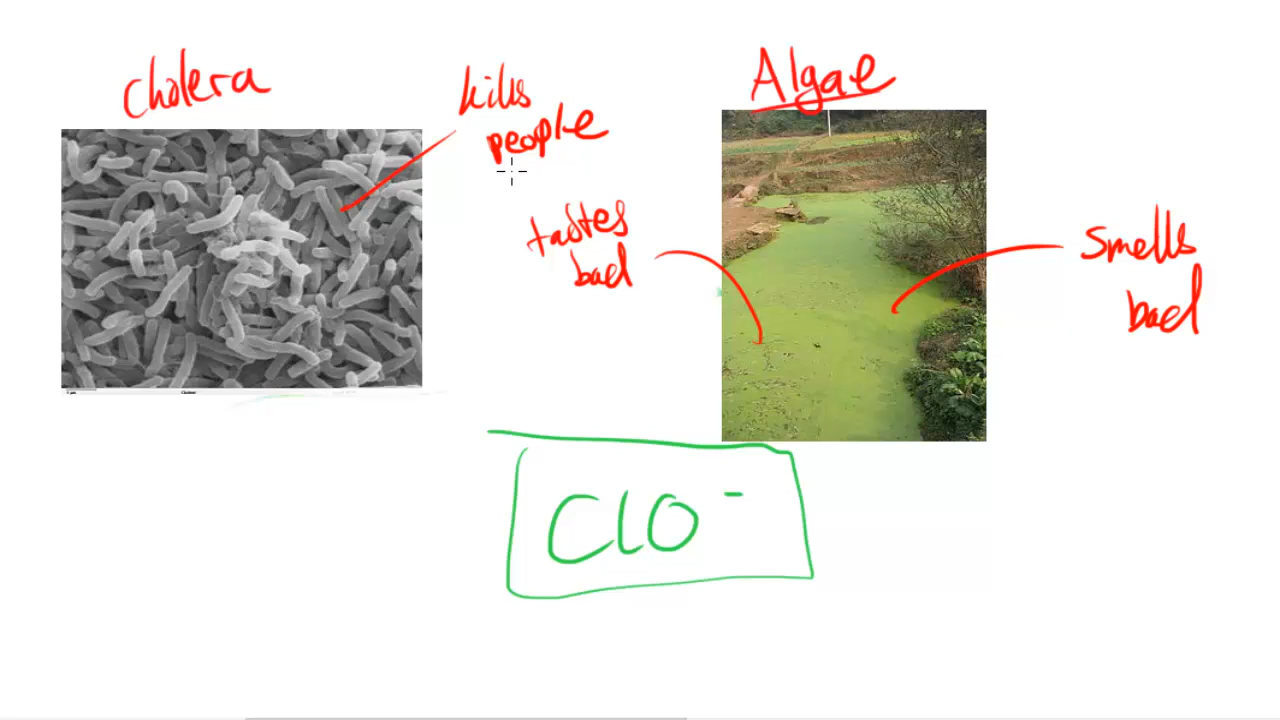 Cholera
kills
people
Algae
tastes
bad
smells
bad
ClO⁻